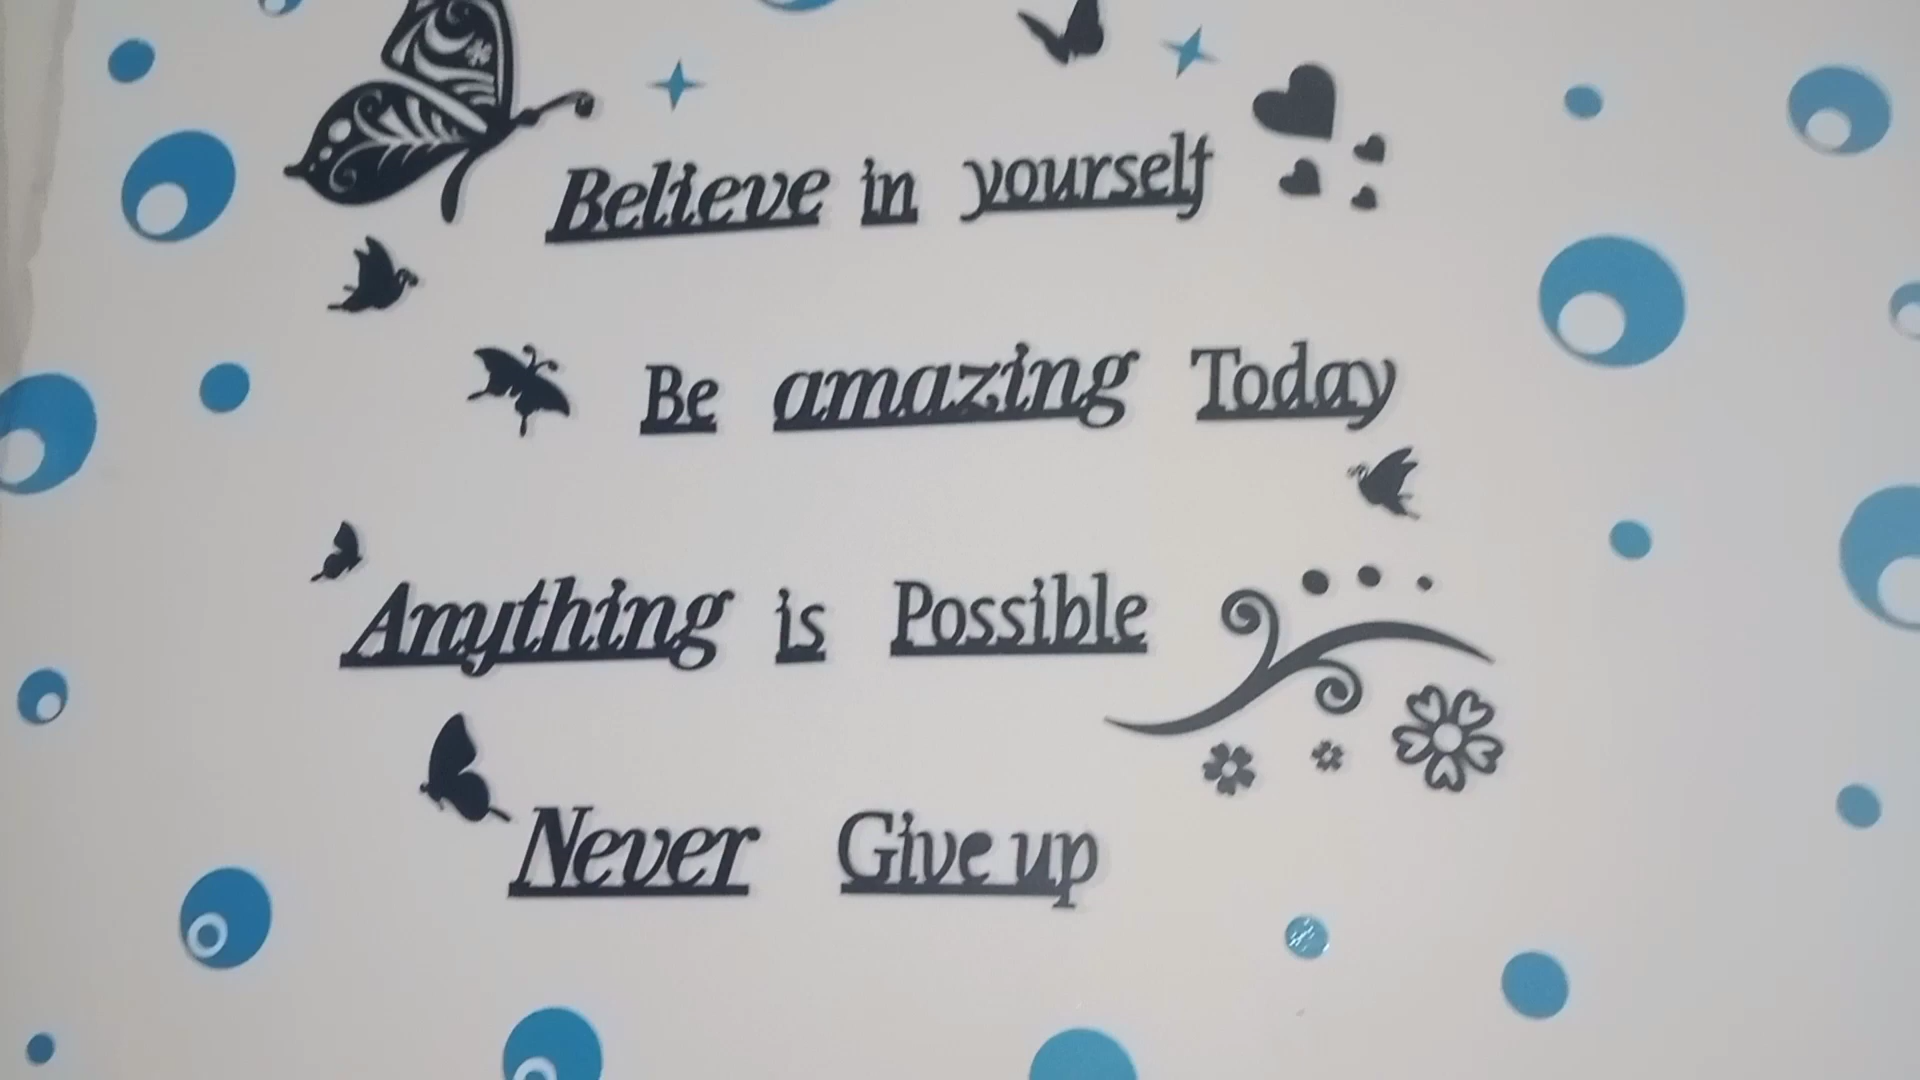 Believe in yourself
Be amazing Today
Anything is Possible
Never Give up